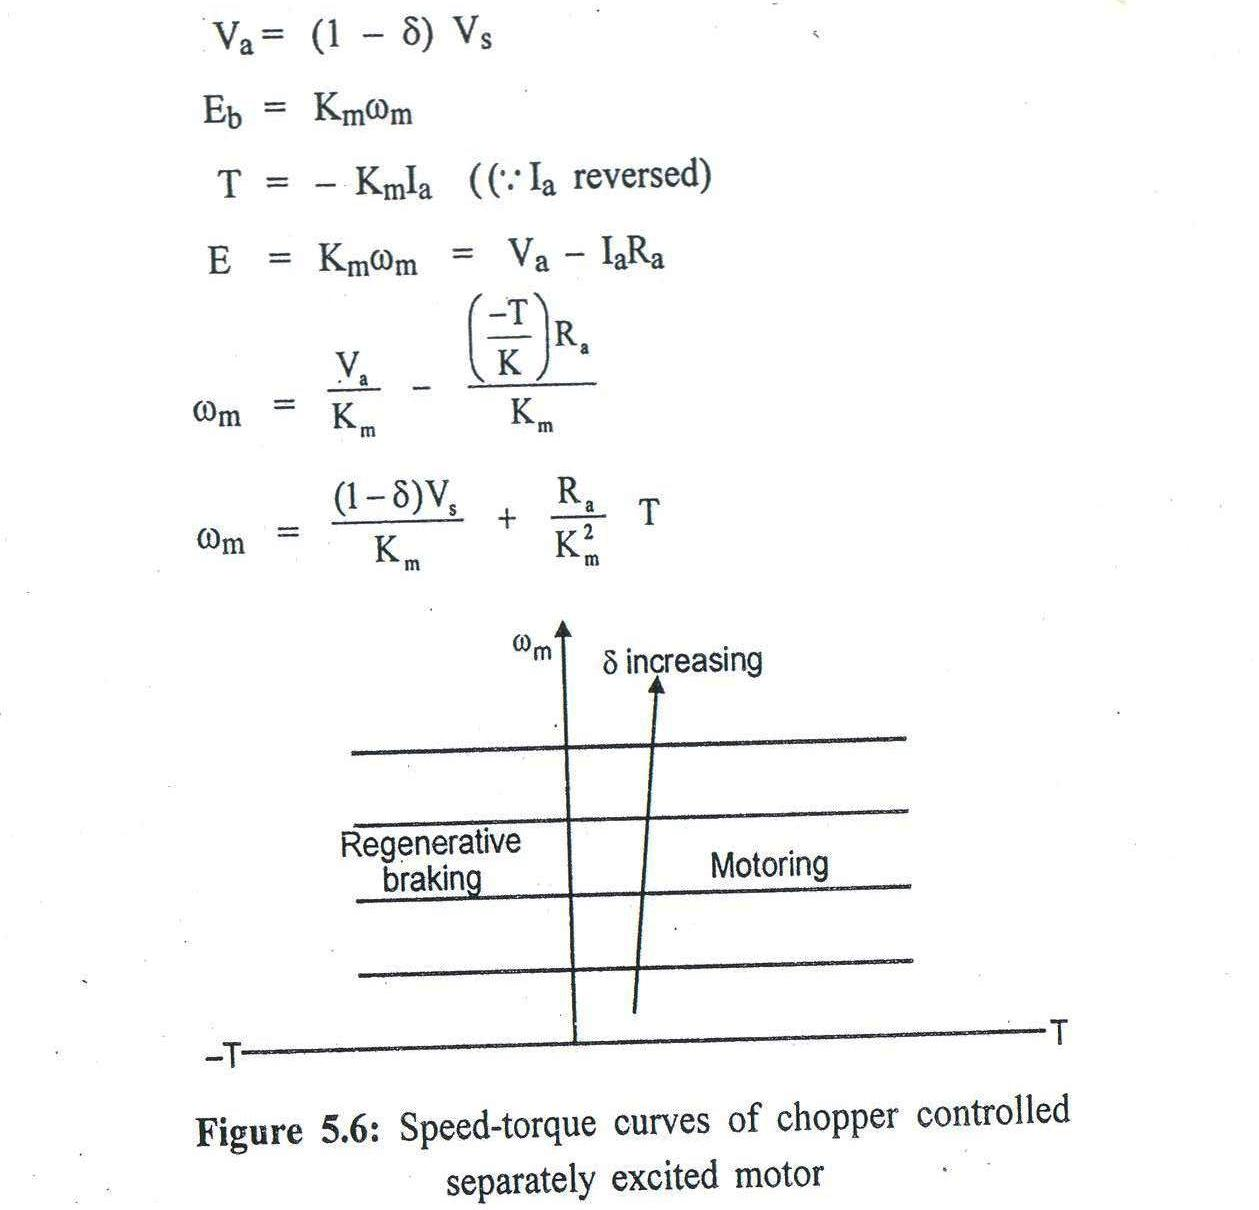 Va = (1 − δ) Vs
Eb = Kmωm
T = − KmIa ((∵ Ia reversed)
E = Kmωm = Va − IaRa
ωm = Va/Km − (−T/K)Ra/Km
ωm = (1−δ)Vs/Km + Ra/K²m T
ωm
δ increasing
Regenerative
braking
Motoring
−T
T
Figure 5.6: Speed-torque curves of chopper controlled
separately excited motor